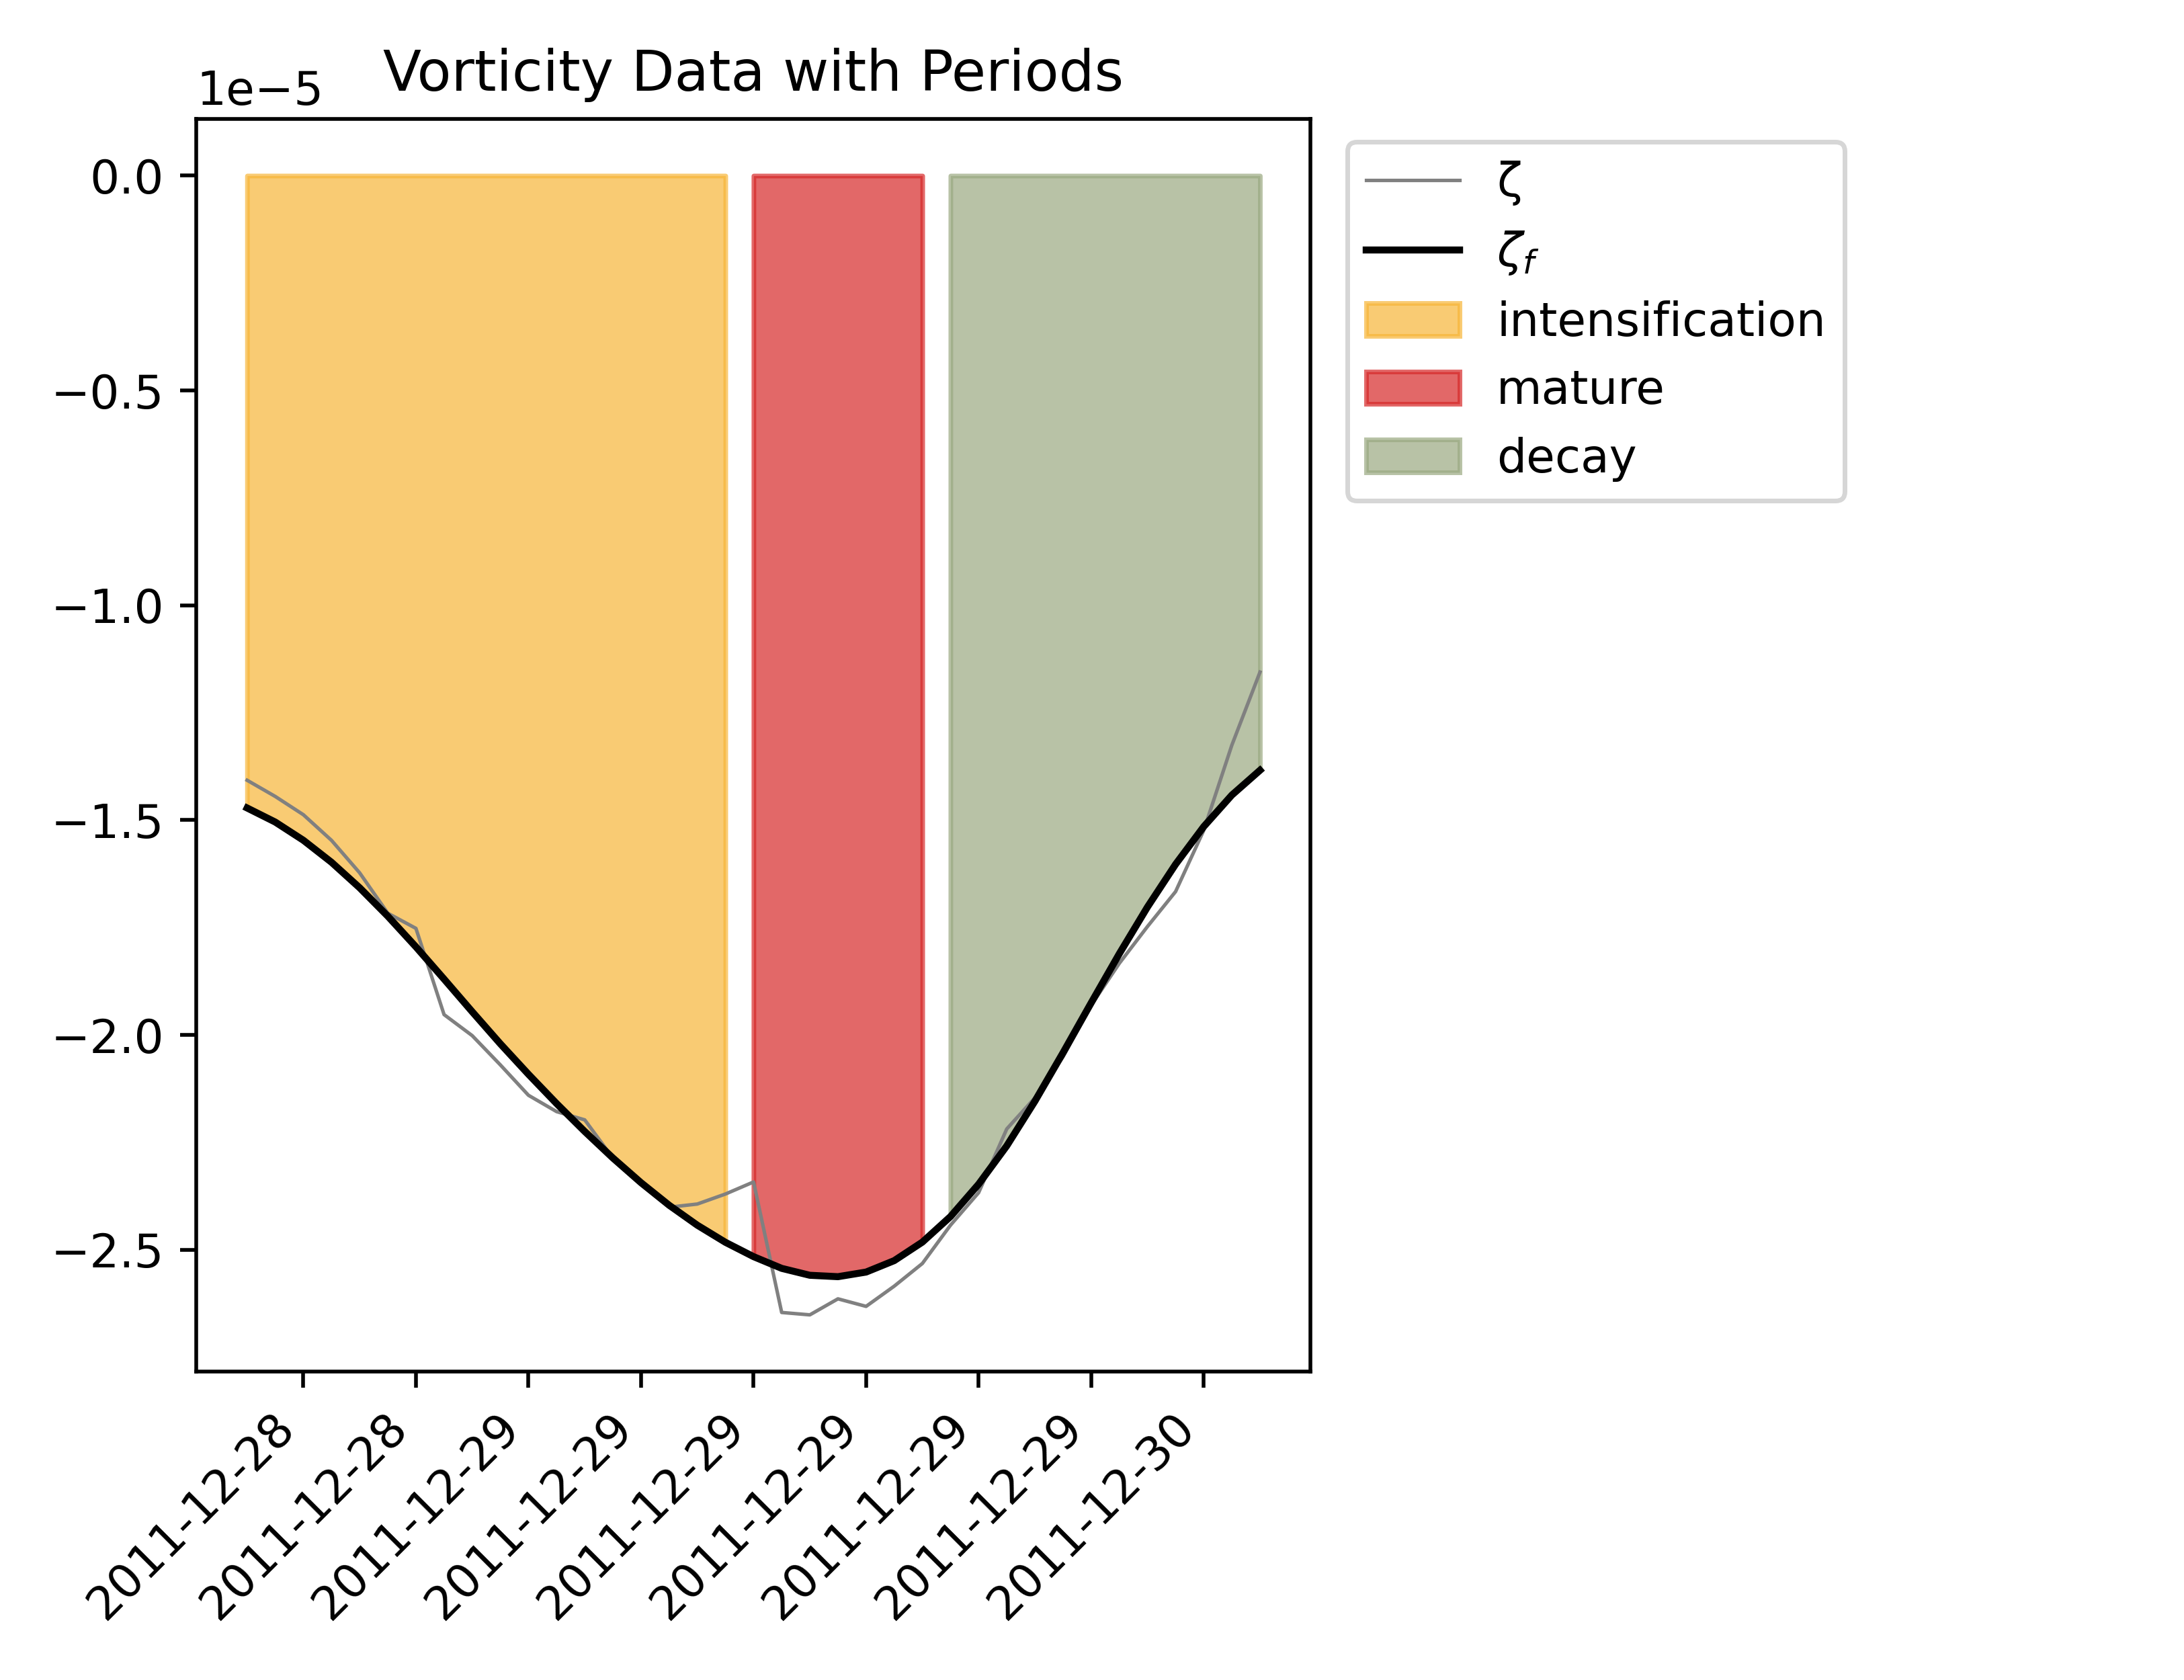 Vorticity Data with Periods
1e−5
0.0
−0.5
−1.0
−1.5
−2.0
−2.5
2011-12-28
2011-12-28
2011-12-29
2011-12-29
2011-12-29
2011-12-29
2011-12-29
2011-12-29
2011-12-30
ζ
ζf
intensification
mature
decay